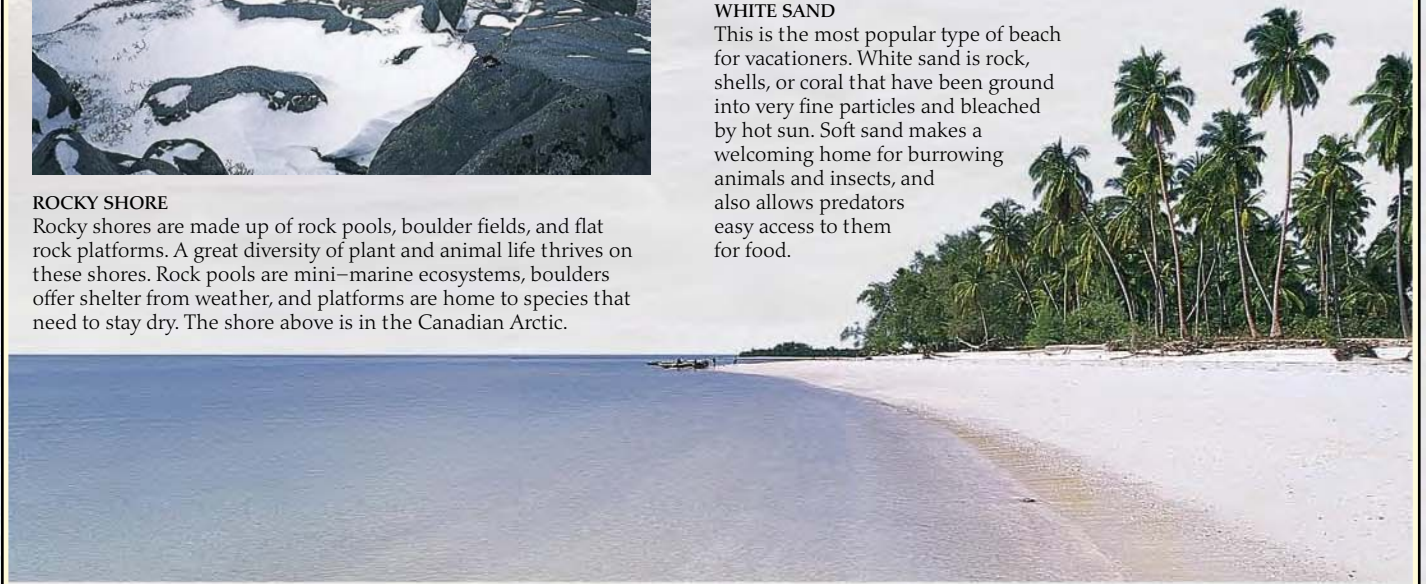 ROCKY SHORE
Rocky shores are made up of rock pools, boulder fields, and flat
rock platforms. A great diversity of plant and animal life thrives on
these shores. Rock pools are mini–marine ecosystems, boulders
offer shelter from weather, and platforms are home to species that
need to stay dry. The shore above is in the Canadian Arctic.
WHITE SAND
This is the most popular type of beach
for vacationers. White sand is rock,
shells, or coral that have been ground
into very fine particles and bleached
by hot sun. Soft sand makes a
welcoming home for burrowing
animals and insects, and
also allows predators
easy access to them
for food.